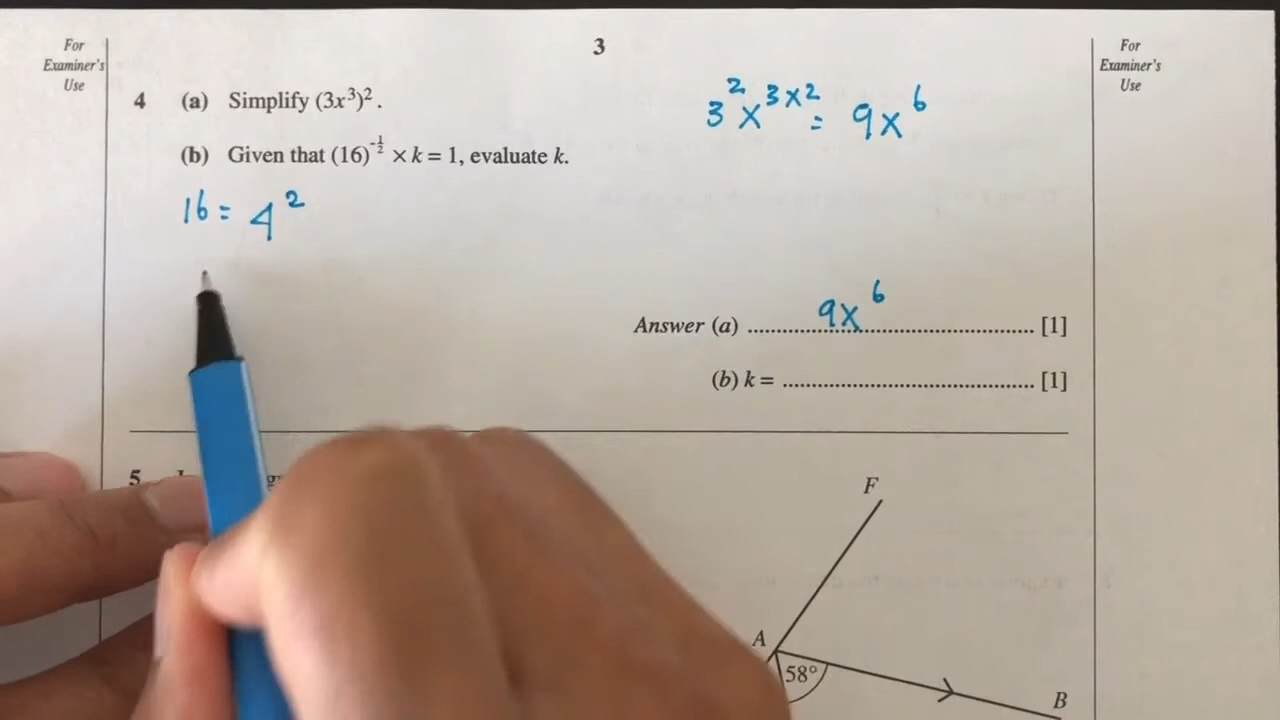 For
Examiner's
Use
3
For
Examiner's
Use
4 (a) Simplify (3x³)².
3²x³ˣ² = 9x⁶
(b) Given that (16)^-½ × k = 1, evaluate k.
16 = 4²
9x⁶
Answer (a) ........................................ [1]
(b) k = ........................................ [1]
5
F
A
58°
B